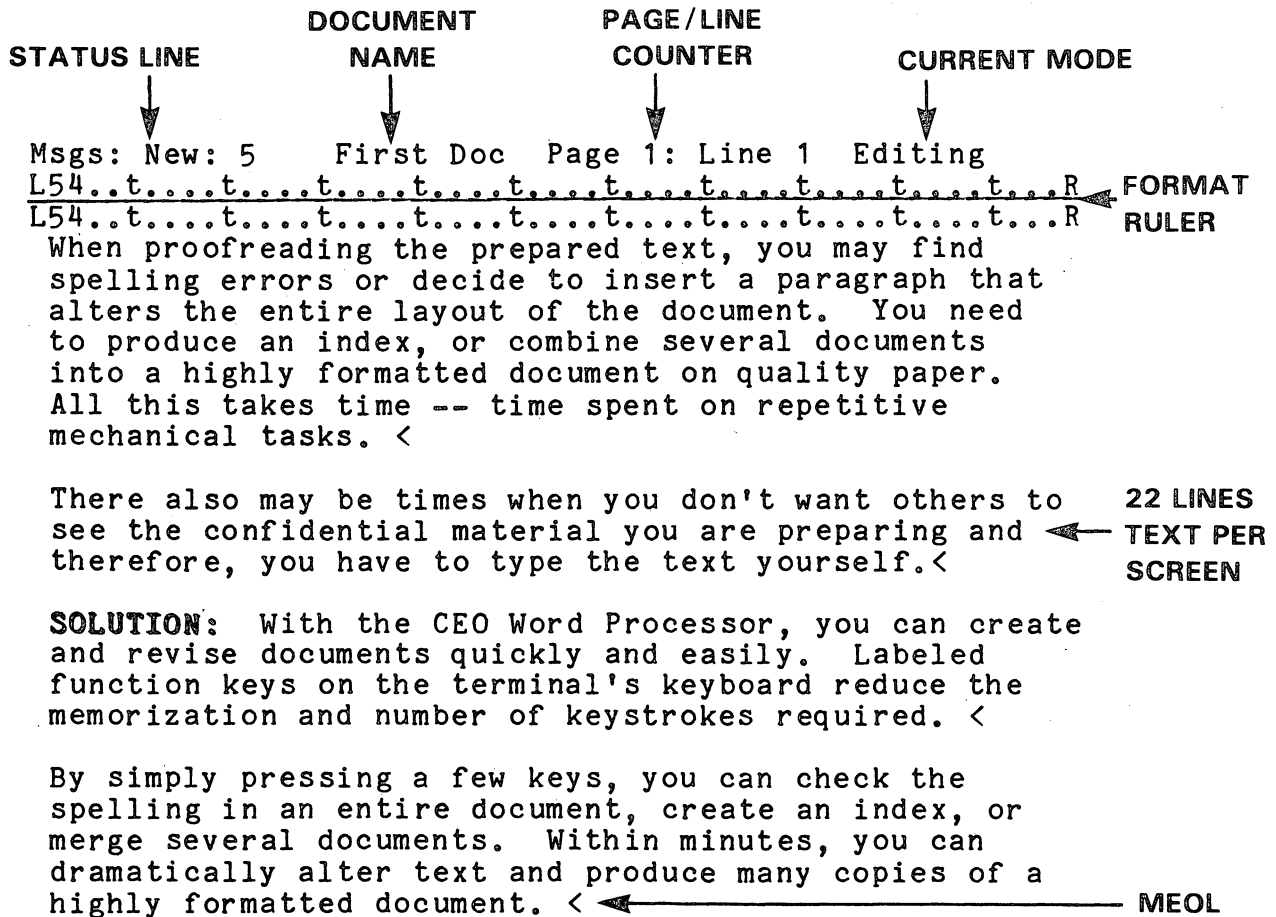 DOCUMENT PAGE/LINE
STATUS LINE NAME COUNTER CURRENT MODE
Msgs: New: 5 First Doc Page 1: Line 1 Editing
L54..t....t....t....t....t....t....t....t....t....t...R FORMAT
L54..t....t....t....t....t....t....t....t....t....t...R RULER
When proofreading the prepared text, you may find
spelling errors or decide to insert a paragraph that
alters the entire layout of the document. You need
to produce an index, or combine several documents
into a highly formatted document on quality paper.
All this takes time -- time spent on repetitive
mechanical tasks. <
There also may be times when you don't want others to 22 LINES
see the confidential material you are preparing and TEXT PER
therefore, you have to type the text yourself.< SCREEN
SOLUTION: With the CEO Word Processor, you can create
and revise documents quickly and easily. Labeled
function keys on the terminal's keyboard reduce the
memorization and number of keystrokes required. <
By simply pressing a few keys, you can check the
spelling in an entire document, create an index, or
merge several documents. Within minutes, you can
dramatically alter text and produce many copies of a
highly formatted document. < MEOL